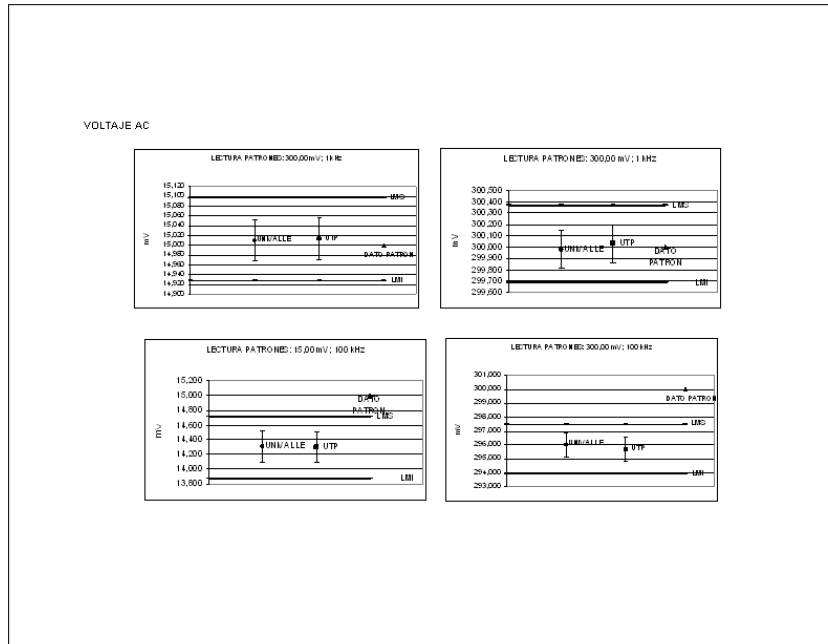 VOLTAJE AC
LECTURA PATRONES: 300,00 mV; 1 kHz
15,120
15,100
15,080
15,060
15,040
15,020
15,000
14,980
14,960
14,940
14,920
14,900
mV
LMS
UNIVALLE
UTP
DATO PATRON
LMI
LECTURA PATRONES: 300,00 mV; 1 kHz
300,500
300,400
300,300
300,200
300,100
300,000
299,900
299,800
299,700
299,600
mV
LMS
UNIVALLE
UTP
DATO
PATRON
LMI
LECTURA PATRONES: 15,00 mV; 100 kHz
15,200
15,000
14,800
14,600
14,400
14,200
14,000
13,800
mV
DATO
PATRON
LMS
UNIVALLE
UTP
LMI
LECTURA PATRONES: 300,00 mV; 100 kHz
301,000
300,000
299,000
298,000
297,000
296,000
295,000
294,000
293,000
mV
DATO PATRON
LMS
UNIVALLE
UTP
LMI